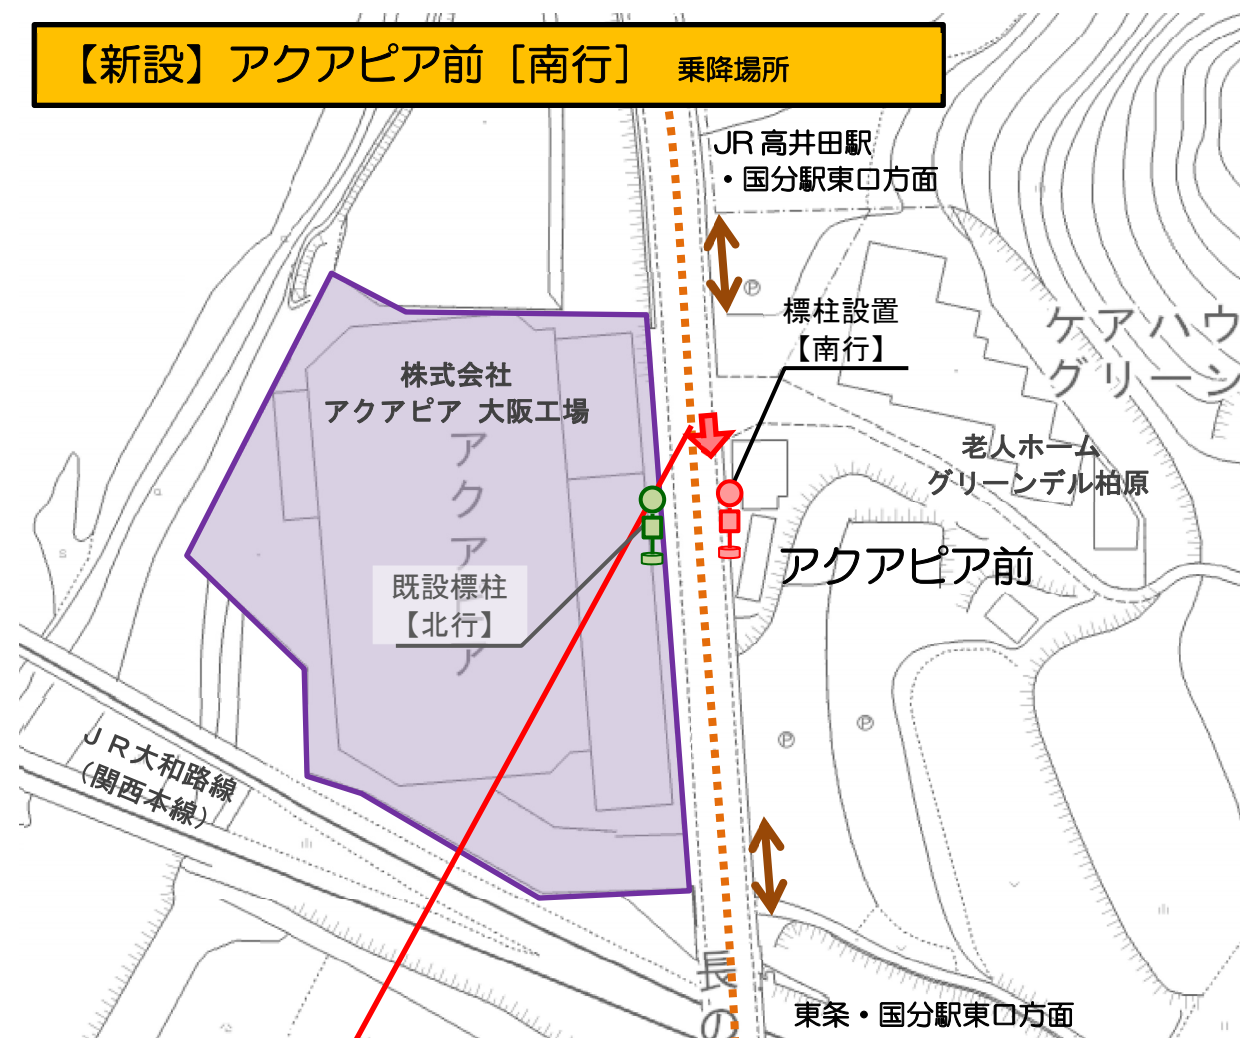 【新設】アクアピア前［南行］ 乗降場所
JR高井田駅
・国分駅東口方面
標柱設置
【南行】
ケアハウ
グリーン
株式会社
アクアピア 大阪工場
アクアピア
老人ホーム
グリーンデル柏原
アクアピア前
既設標柱
【北行】
ＪＲ大和路線
（関西本線）
長の
東条・国分駅東口方面